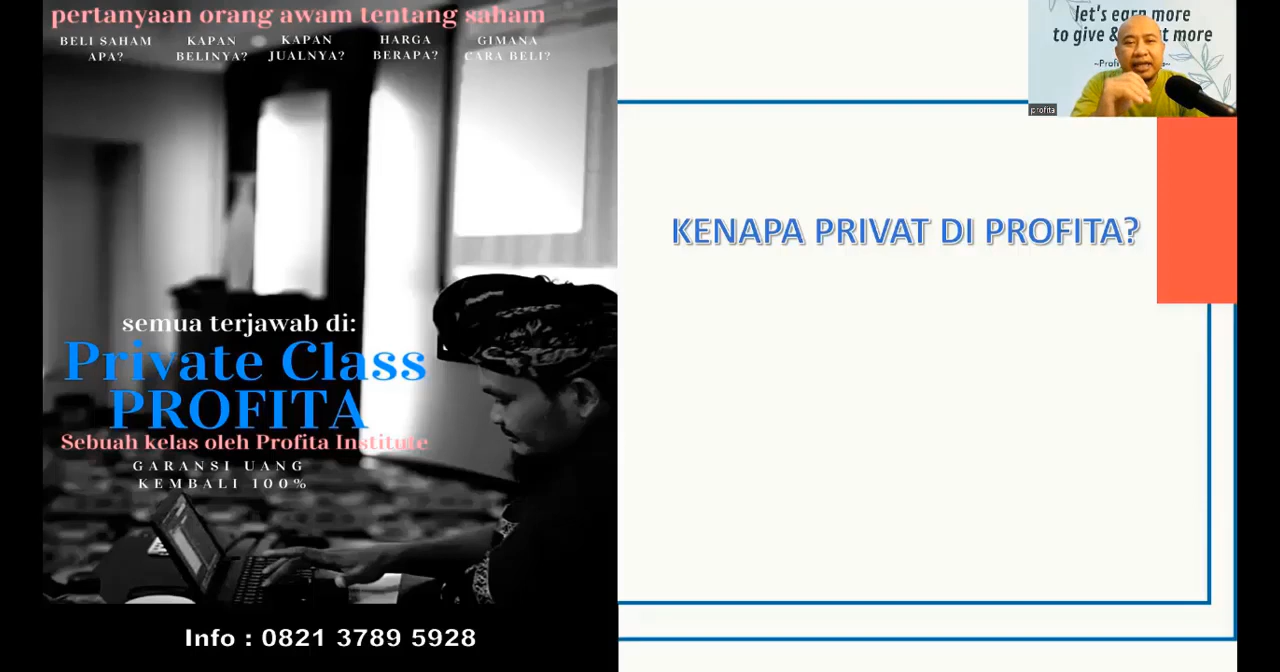 pertanyaan orang awam tentang saham
BELI SAHAM APA?
KAPAN BELINYA?
KAPAN JUALNYA?
HARGA BERAPA?
GIMANA CARA BELI?
semua terjawab di:
Private Class
PROFITA
Sebuah kelas oleh Profita Institute
GARANSI UANG
KEMBALI 100%
Info : 0821 3789 5928
KENAPA PRIVAT DI PROFITA?
let's earn more
to give & more
profita